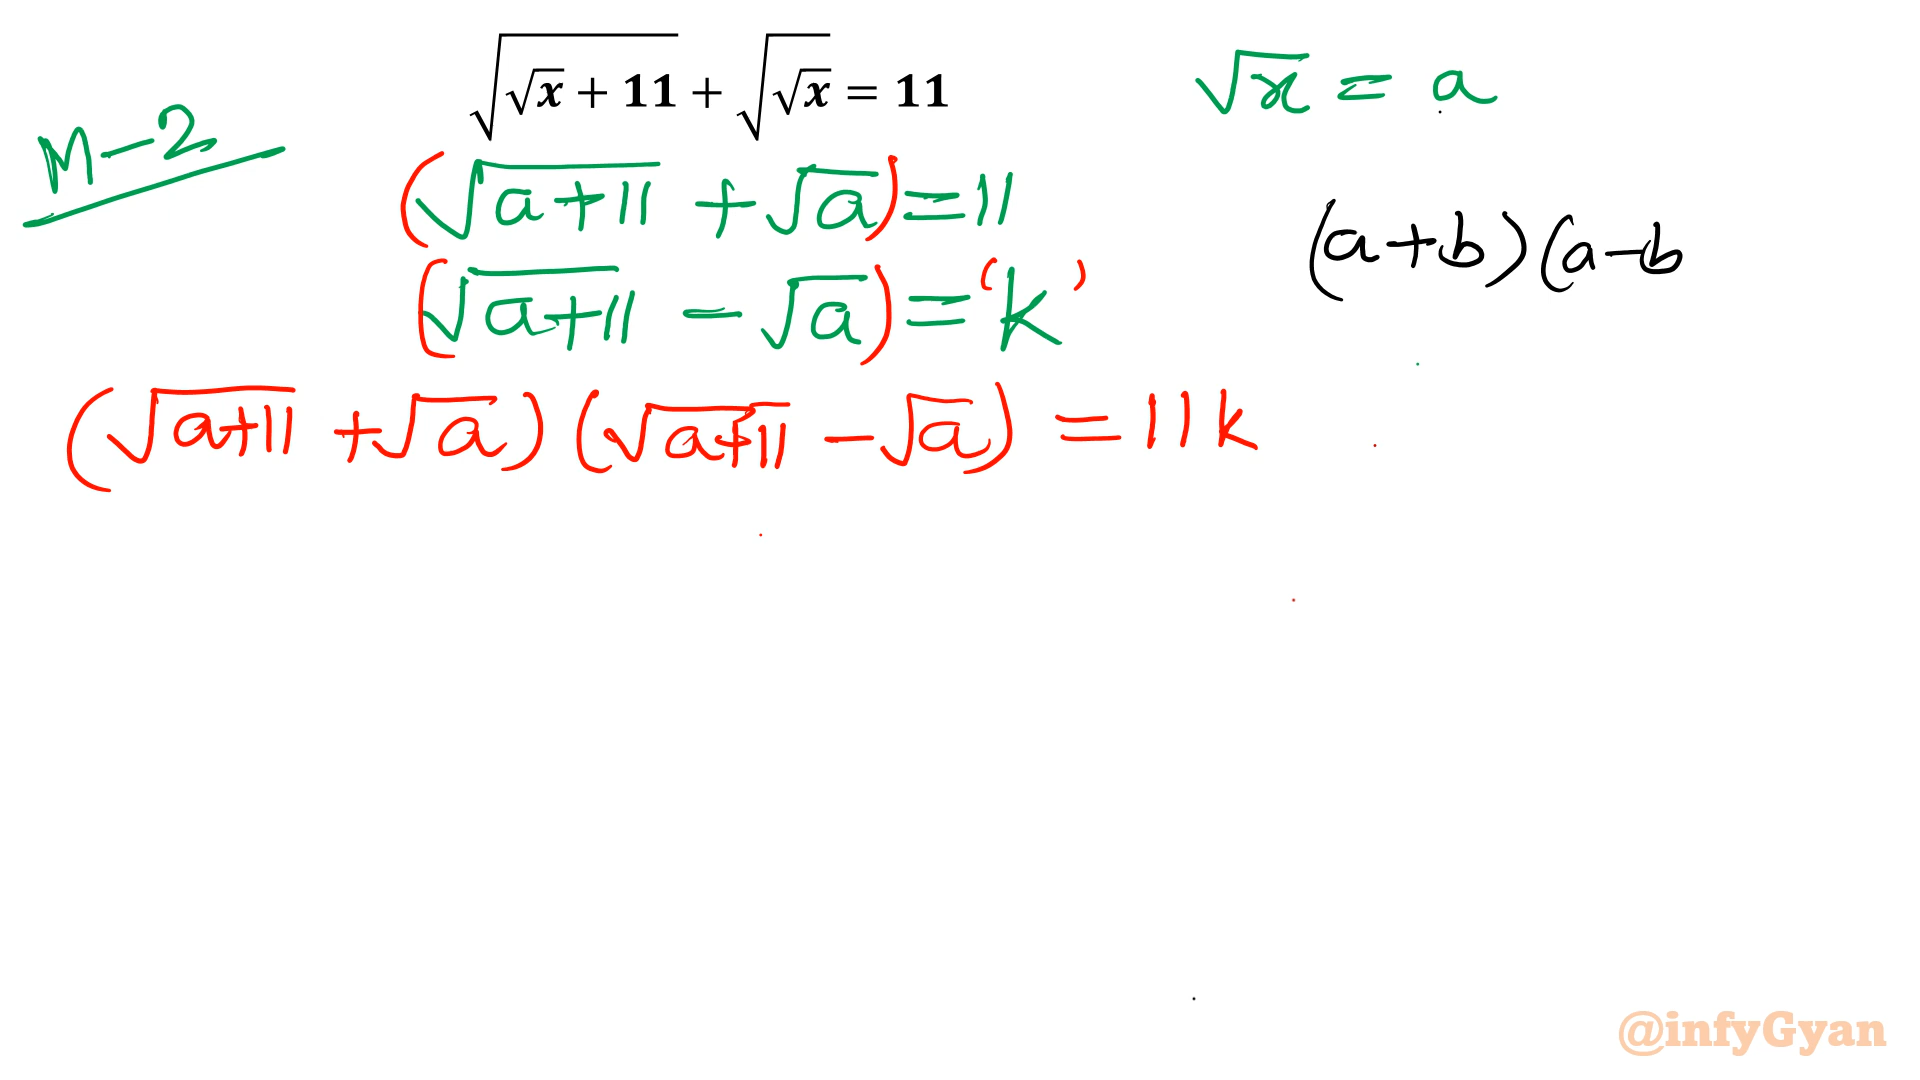 √(√x + 11) + √(√x) = 11
√x = a
M-2
(√(a+11) + √a) = 11
(a+b)(a-b
(√(a+11) - √a) = (k)
(√(a+11) + √a)(√(a+11) - √a) = 11k
@infyGyan